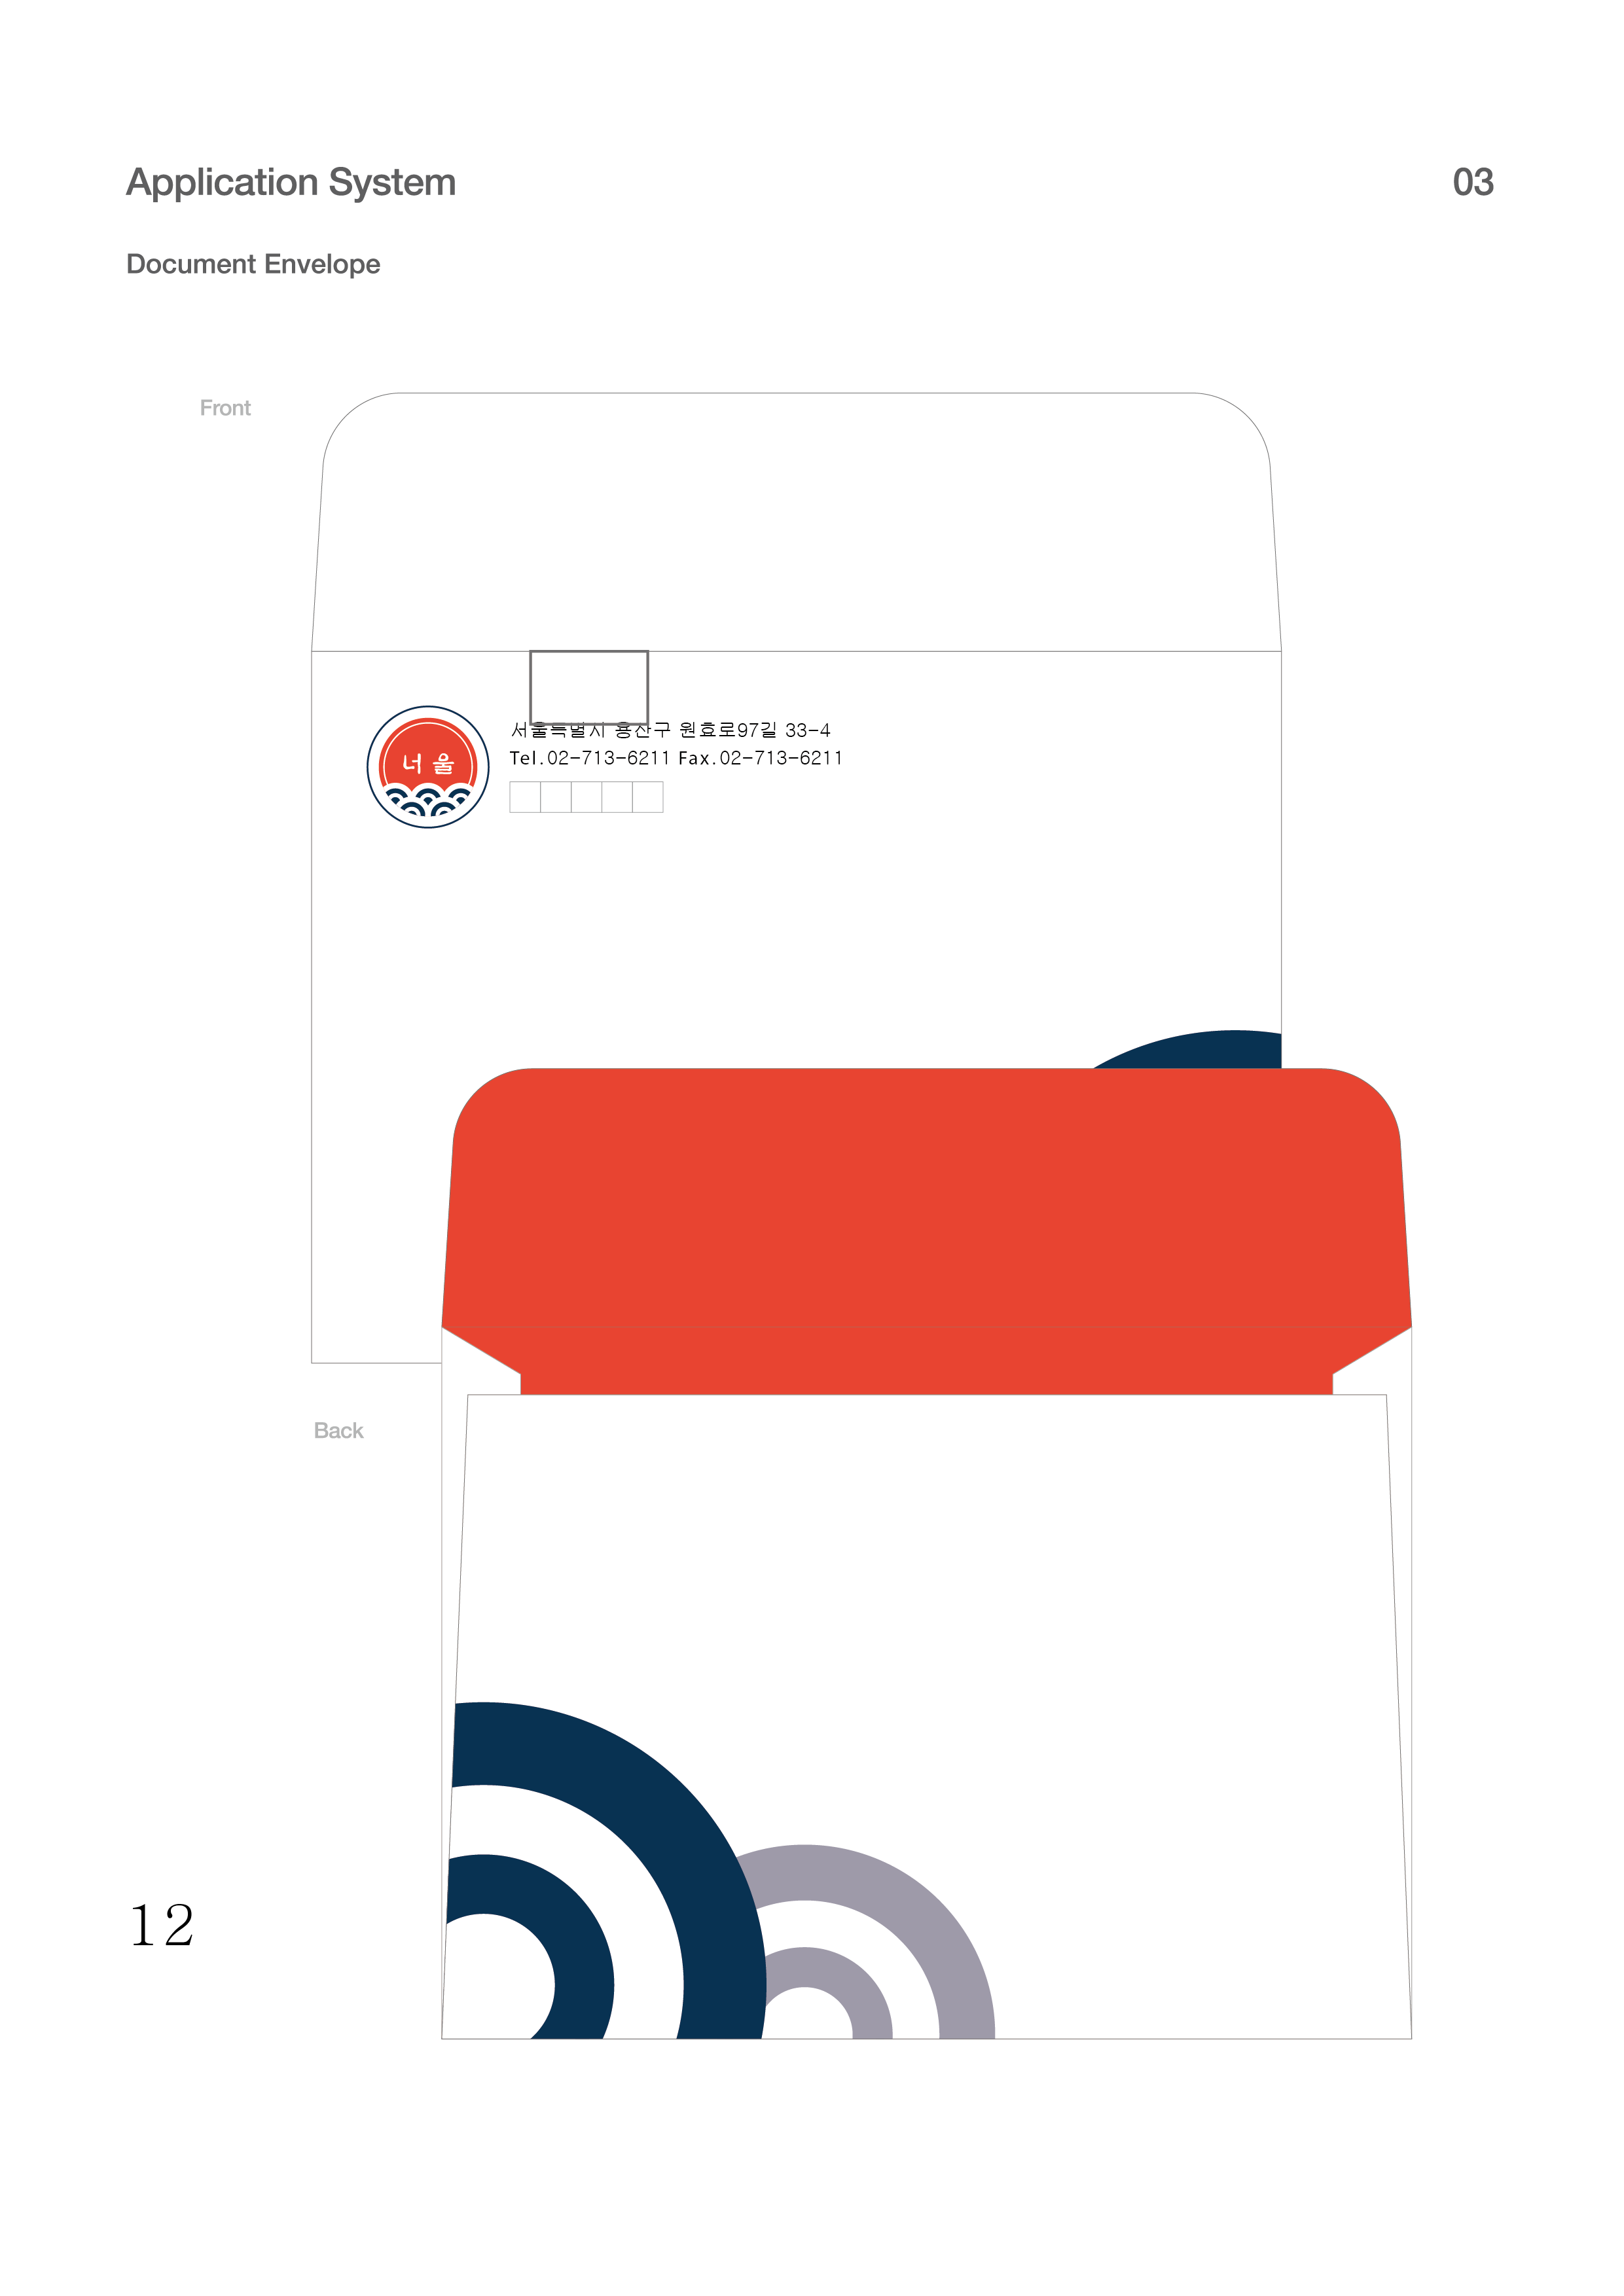 Application System
03
Document Envelope
Front
너울
서울특별시 용산구 원효로97길 33-4
Tel.02-713-6211 Fax.02-713-6211
Back
12